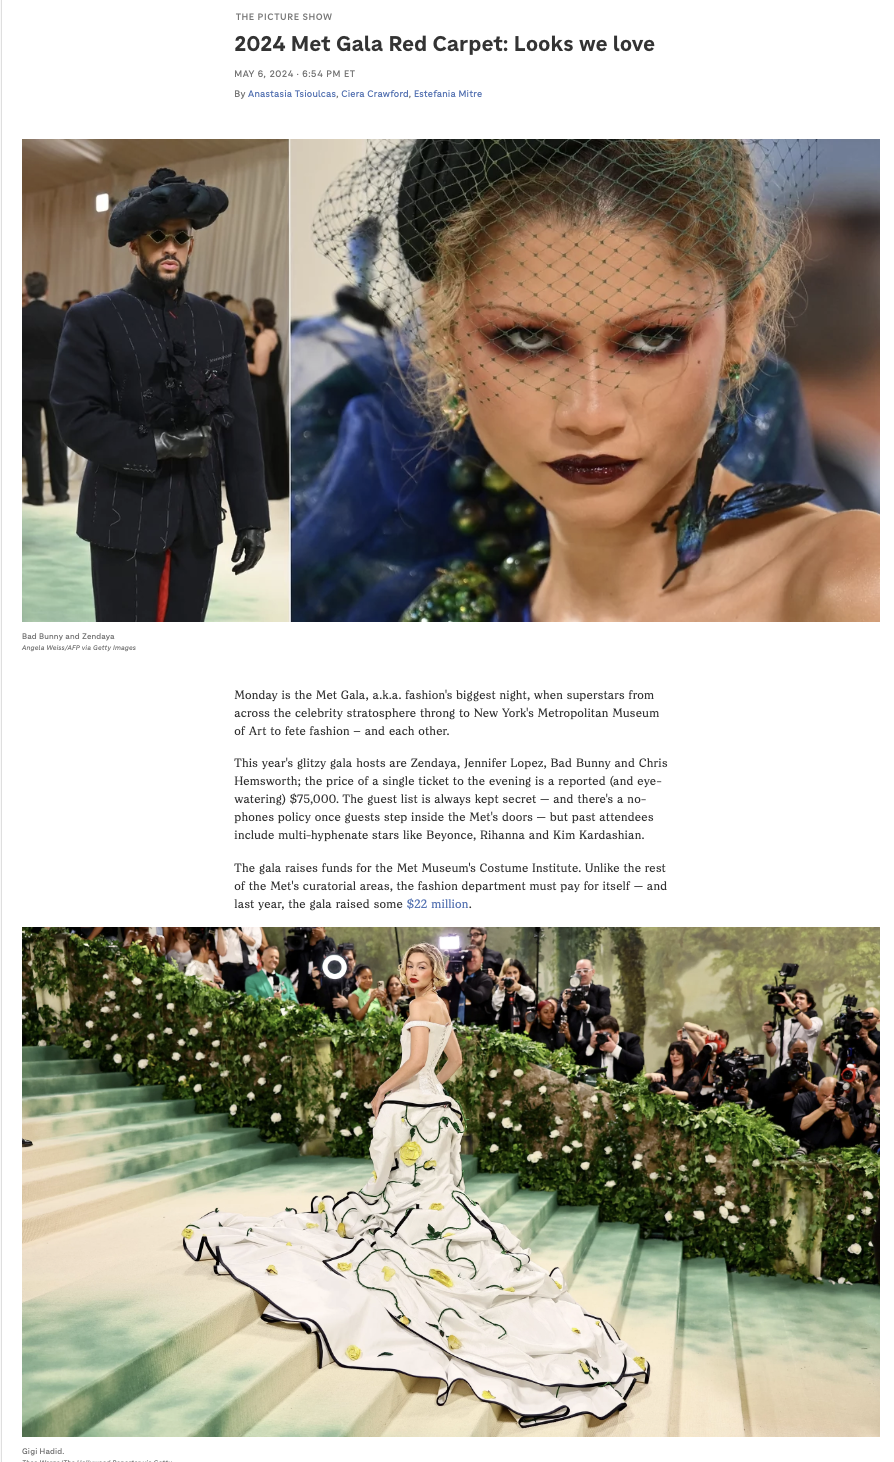 THE PICTURE SHOW
2024 Met Gala Red Carpet: Looks we love
MAY 6, 2024 · 6:54 PM ET
By Anastasia Tsioulcas, Ciera Crawford, Estefania Mitre
Bad Bunny and Zendaya
Angela Weiss/AFP via Getty Images
Monday is the Met Gala, a.k.a. fashion's biggest night, when superstars from
across the celebrity stratosphere throng to New York's Metropolitan Museum
of Art to fete fashion — and each other.
This year's glitzy gala hosts are Zendaya, Jennifer Lopez, Bad Bunny and Chris
Hemsworth; the price of a single ticket to the evening is a reported (and eye-
watering) $75,000. The guest list is always kept secret — and there's a no-
phones policy once guests step inside the Met's doors — but past attendees
include multi-hyphenate stars like Beyonce, Rihanna and Kim Kardashian.
The gala raises funds for the Met Museum's Costume Institute. Unlike the rest
of the Met's curatorial areas, the fashion department must pay for itself — and
last year, the gala raised some $22 million.
Gigi Hadid.